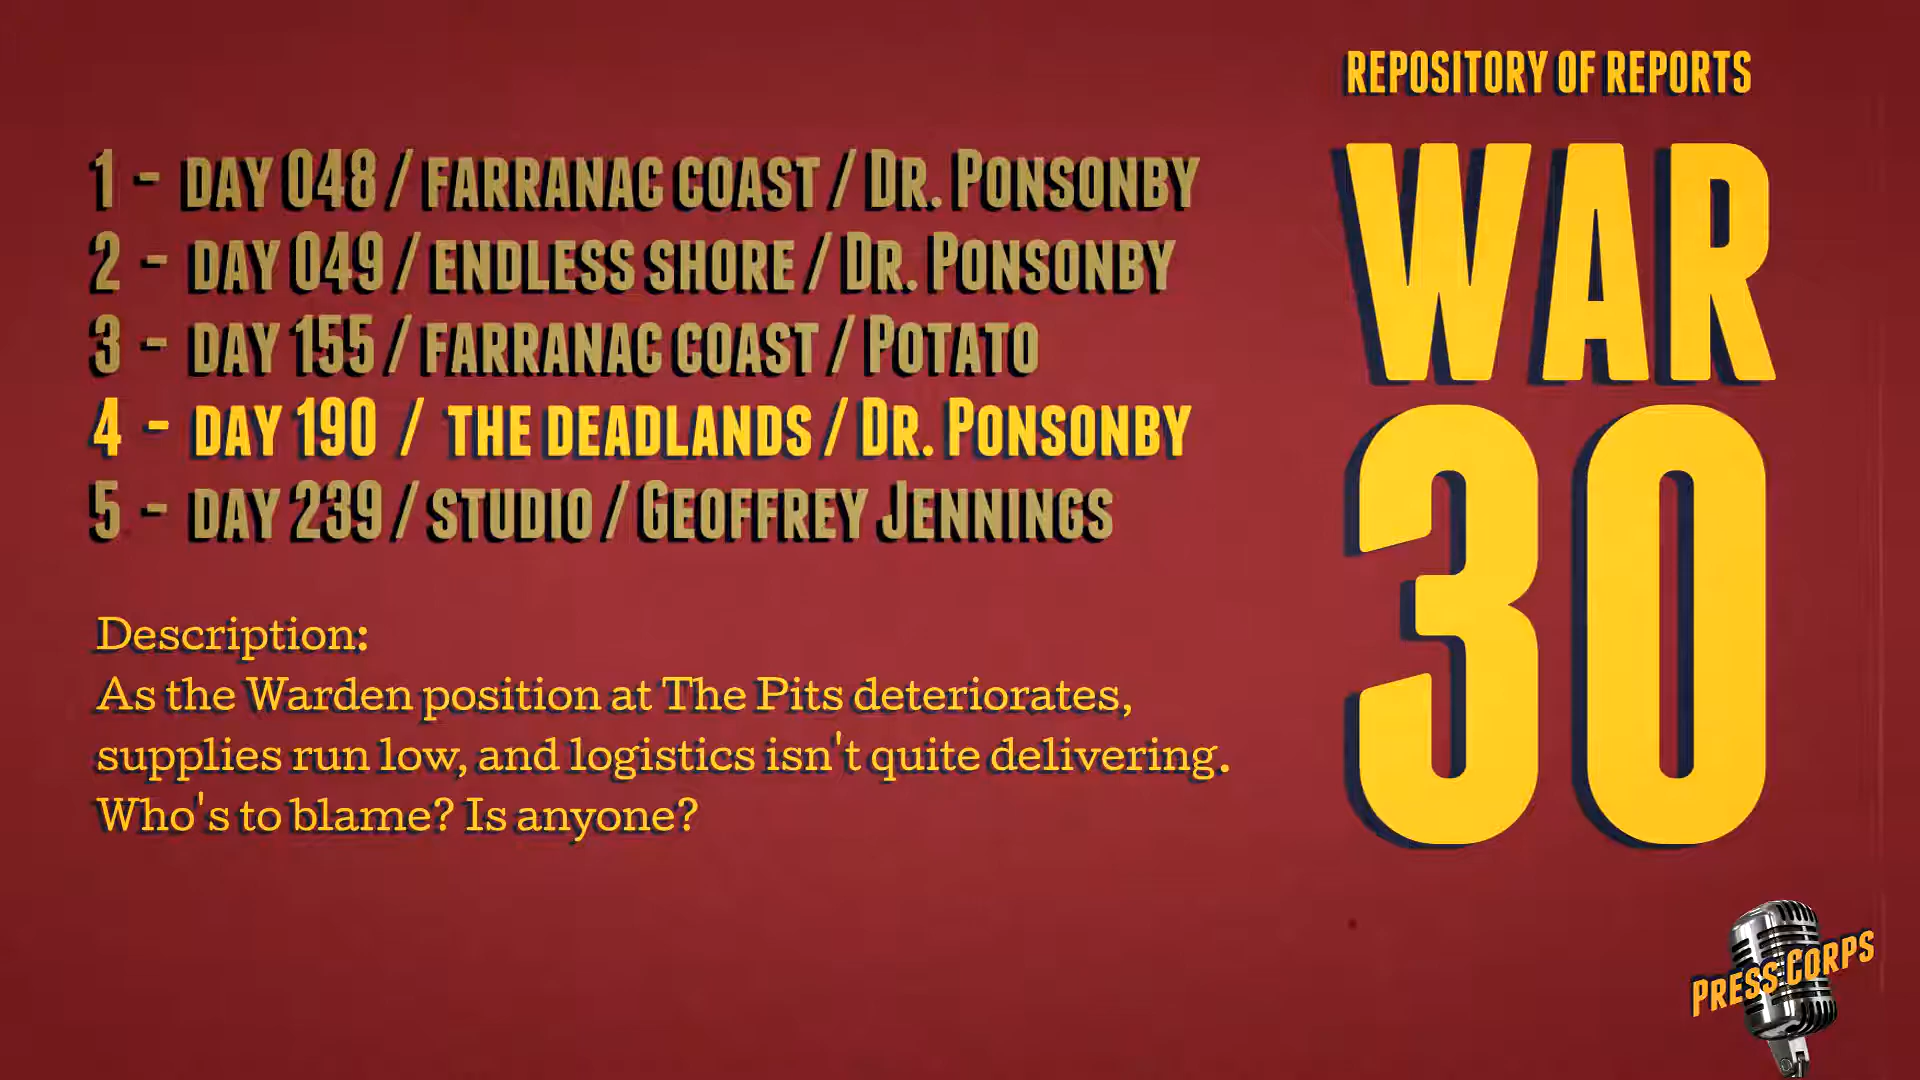 REPOSITORY OF REPORTS
WAR
30
1 - DAY 048 / FARRANAC COAST / DR. PONSONBY
2 - DAY 049 / ENDLESS SHORE / DR. PONSONBY
3 - DAY 155 / FARRANAC COAST / POTATO
4 - DAY 190 / THE DEADLANDS / DR. PONSONBY
5 - DAY 239 / STUDIO / GEOFFREY JENNINGS
Description:
As the Warden position at The Pits deteriorates,
supplies run low, and logistics isn't quite delivering.
Who's to blame? Is anyone?
PRESS CORPS